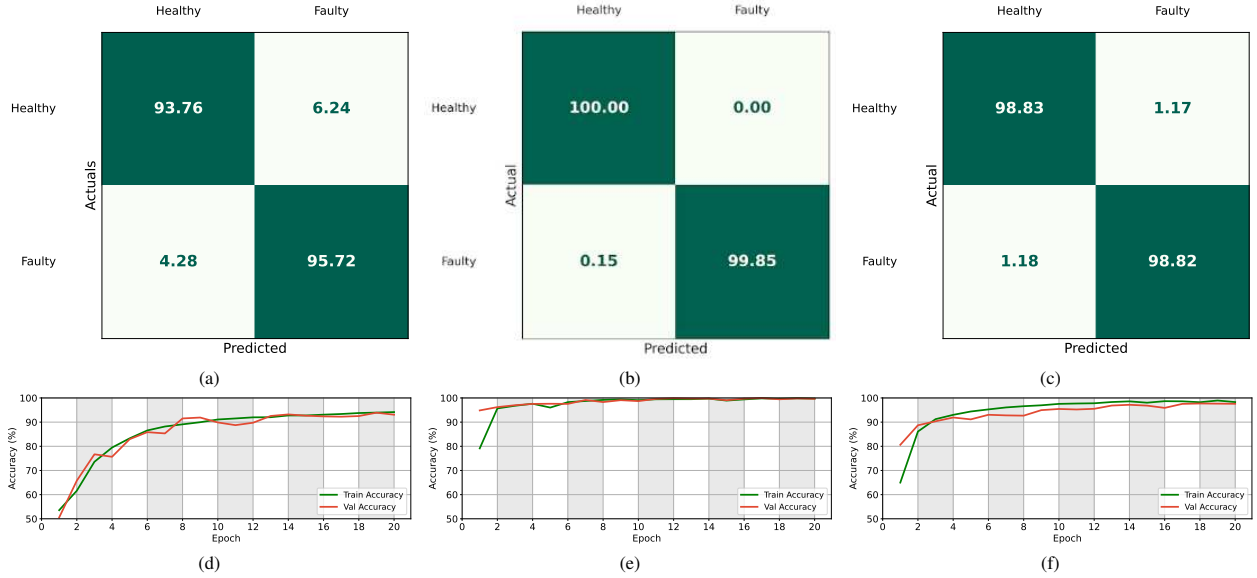 Healthy Faulty
Healthy 93.76 6.24
Actuals
Faulty 4.28 95.72
Predicted
(a)
Healthy Faulty
Healthy 100.00 0.00
Actual
Faulty 0.15 99.85
Predicted
(b)
Healthy Faulty
Healthy 98.83 1.17
Actual
Faulty 1.18 98.82
Predicted
(c)
Accuracy (%)
100
90
80
70
60
50
Train Accuracy
Val Accuracy
0 2 4 6 8 10 12 14 16 18 20
Epoch
(d)
Accuracy (%)
100
90
80
70
60
50
Train Accuracy
Val Accuracy
0 2 4 6 8 10 12 14 16 18 20
Epoch
(e)
Accuracy (%)
100
90
80
70
60
50
Train Accuracy
Val Accuracy
0 2 4 6 8 10 12 14 16 18 20
Epoch
(f)